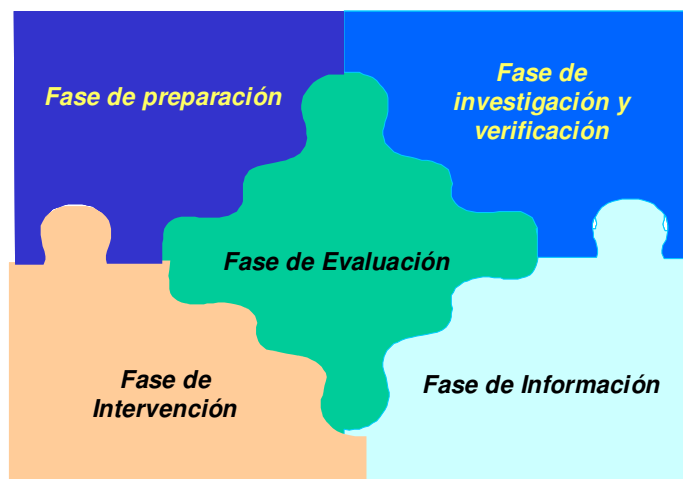 Fase de preparación
Fase de
investigación y
verificación
Fase de Evaluación
Fase de
Intervención
Fase de Información